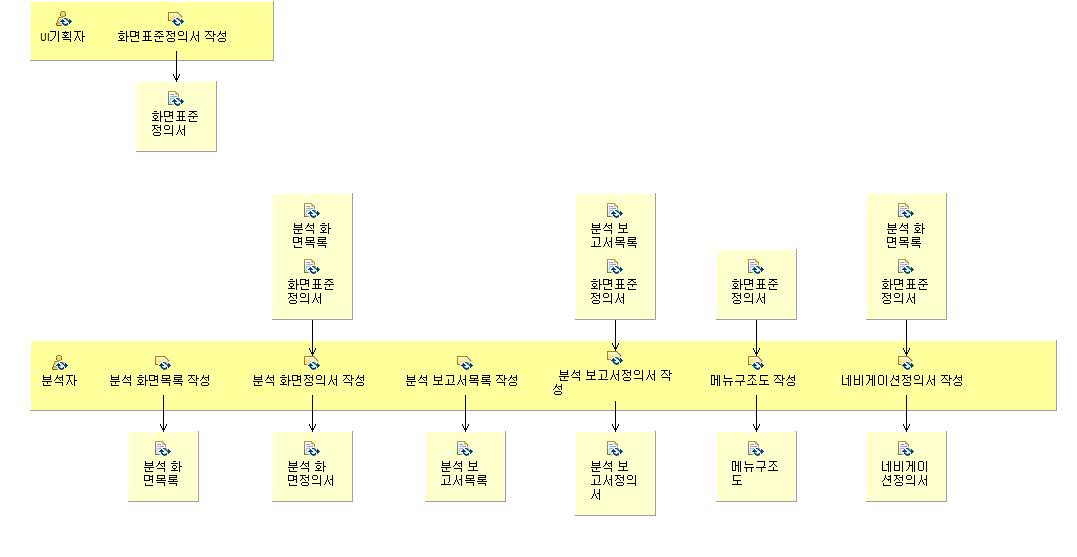 UI기획자
화면표준정의서 작성
화면표준
정의서
분석 화
면목록
화면표준
정의서
분석 보
고서목록
화면표준
정의서
화면표준
정의서
분석 화
면목록
화면표준
정의서
분석자
분석 화면목록 작성
분석 화면정의서 작성
분석 보고서목록 작성
분석 보고서정의서 작
성
메뉴구조도 작성
네비게이션정의서 작성
분석 화
면목록
분석 화
면정의서
분석 보
고서목록
분석 보
고서정의
서
메뉴구조
도
네비게이
션정의서